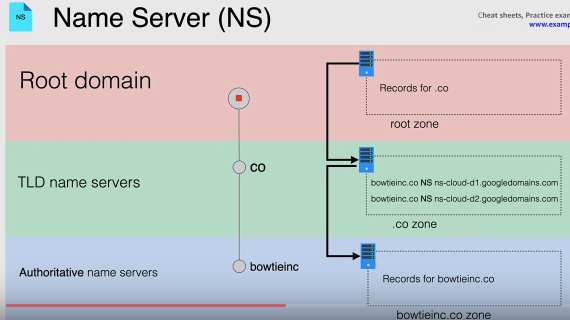 NS
Name Server (NS)
Cheat sheets, Practice exam
www.examp
Root domain
Records for .co
root zone
co
TLD name servers
bowtieinc.co NS ns-cloud-d1.googledomains.com
bowtieinc.co NS ns-cloud-d2.googledomains.com
.co zone
Authoritative name servers
bowtieinc
Records for bowtieinc.co
bowtieinc.co zone